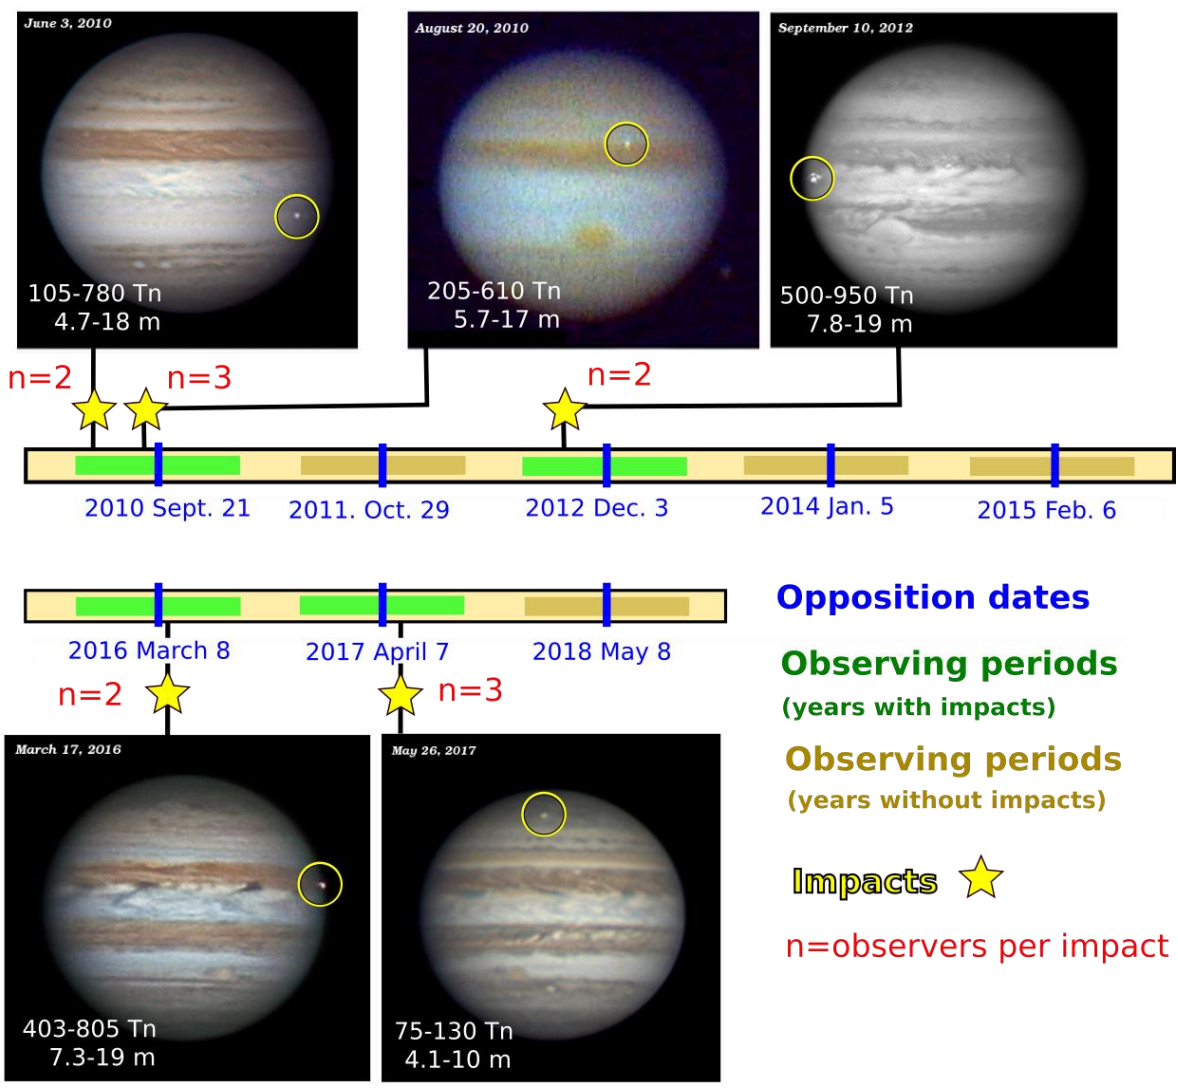 June 3, 2010
August 20, 2010
September 10, 2012
105-780 Tn
4.7-18 m
205-610 Tn
5.7-17 m
500-950 Tn
7.8-19 m
n=2
n=3
n=2
2010 Sept. 21
2011. Oct. 29
2012 Dec. 3
2014 Jan. 5
2015 Feb. 6
2016 March 8
2017 April 7
2018 May 8
n=2
n=3
March 17, 2016
May 26, 2017
403-805 Tn
7.3-19 m
75-130 Tn
4.1-10 m
Opposition dates
Observing periods
(years with impacts)
Observing periods
(years without impacts)
Impacts
n=observers per impact